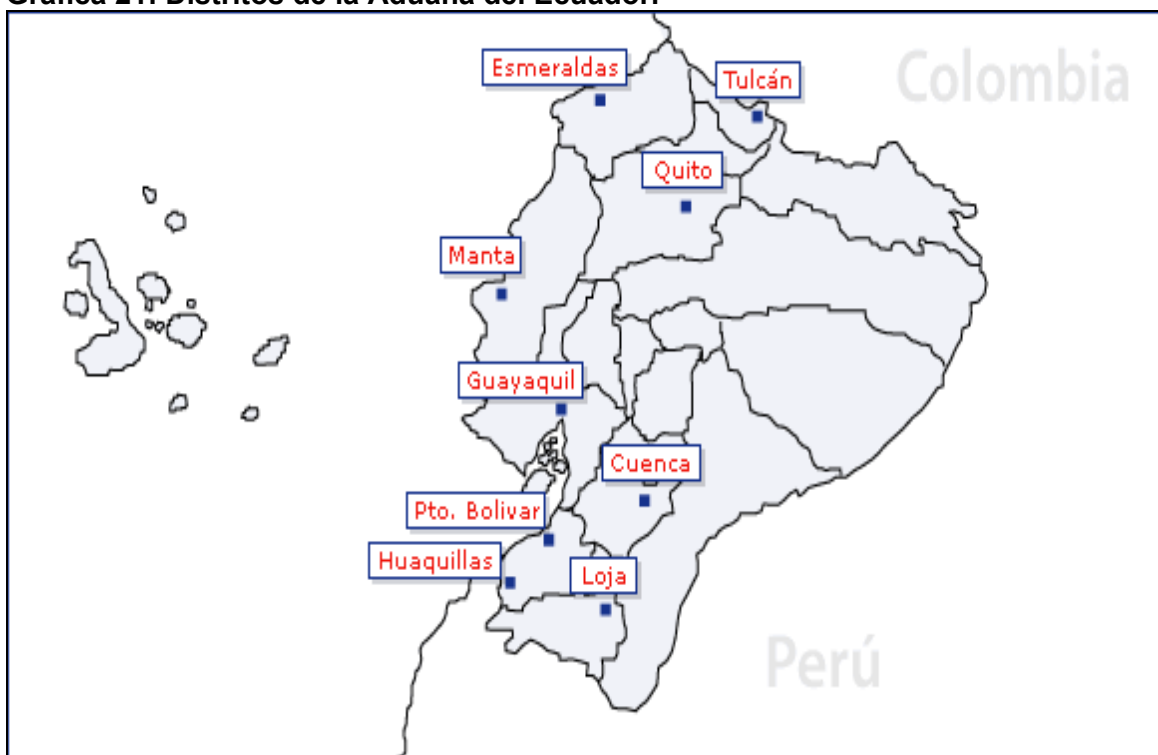 Gráfica 21. Distritos de la Aduana del Ecuador.
Esmeraldas
Tulcán
Colombia
Quito
Manta
Guayaquil
Cuenca
Pto. Bolivar
Huaquillas
Loja
Perú